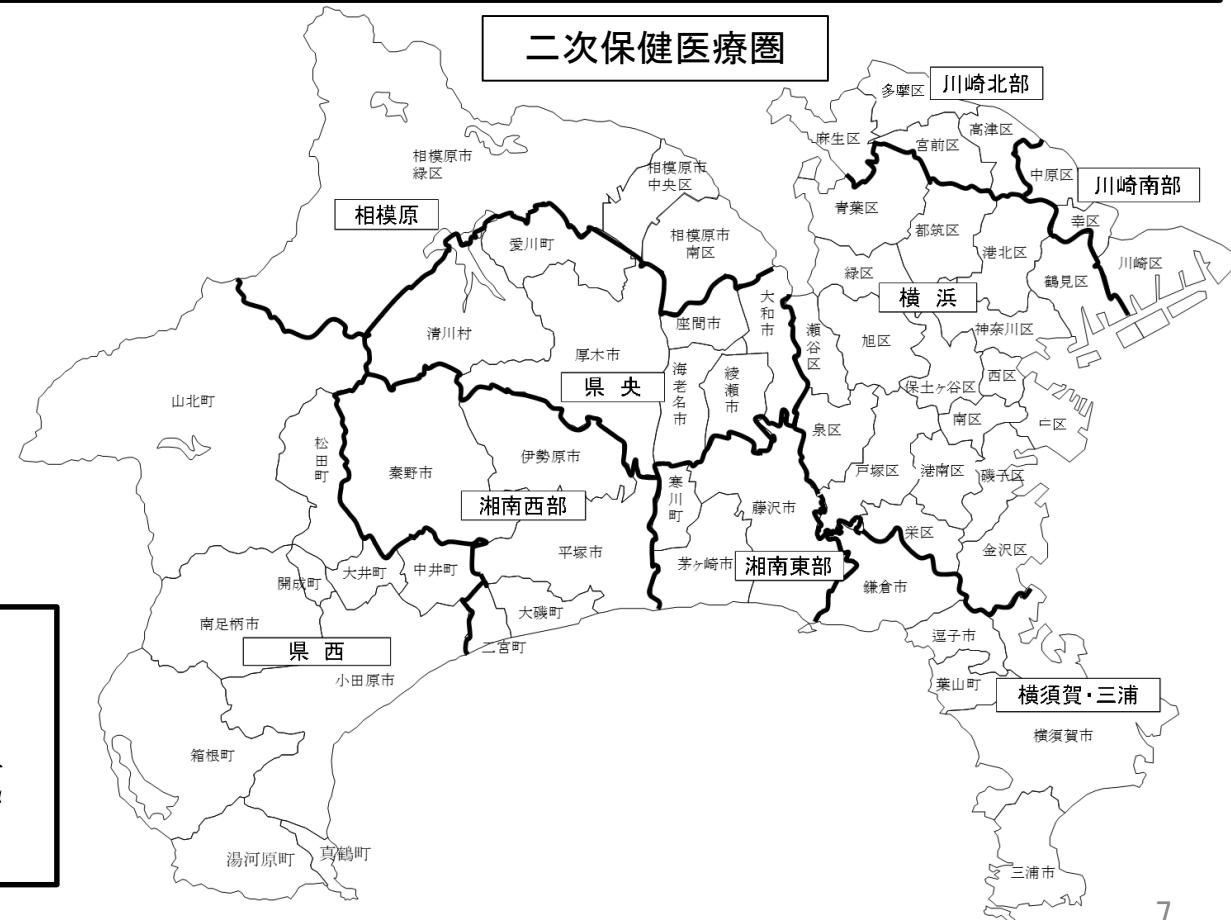 二次保健医療圏
多摩区
川崎北部
麻生区
宮前区
高津区
中原区
川崎南部
相模原市
緑区
相模原市
中央区
相模原
青葉区
都筑区
幸区
愛川町
相模原市
南区
港北区
川崎区
緑区
鶴見区
横 浜
大和市
座間市
瀬谷区
旭区
神奈川区
清川村
厚木市
海老名市
綾瀬市
保土ヶ谷区
西区
県 央
山北町
南区
中区
泉区
松田町
秦野市
伊勢原市
戸塚区
港南区
磯子区
湘南西部
寒川町
藤沢市
栄区
金沢区
平塚市
茅ヶ崎市
湘南東部
開成町
大井町
中井町
鎌倉市
大磯町
南足柄市
二宮町
逗子市
県 西
小田原市
葉山町
横須賀・三浦
横須賀市
箱根町
湯河原町
真鶴町
三浦市
7